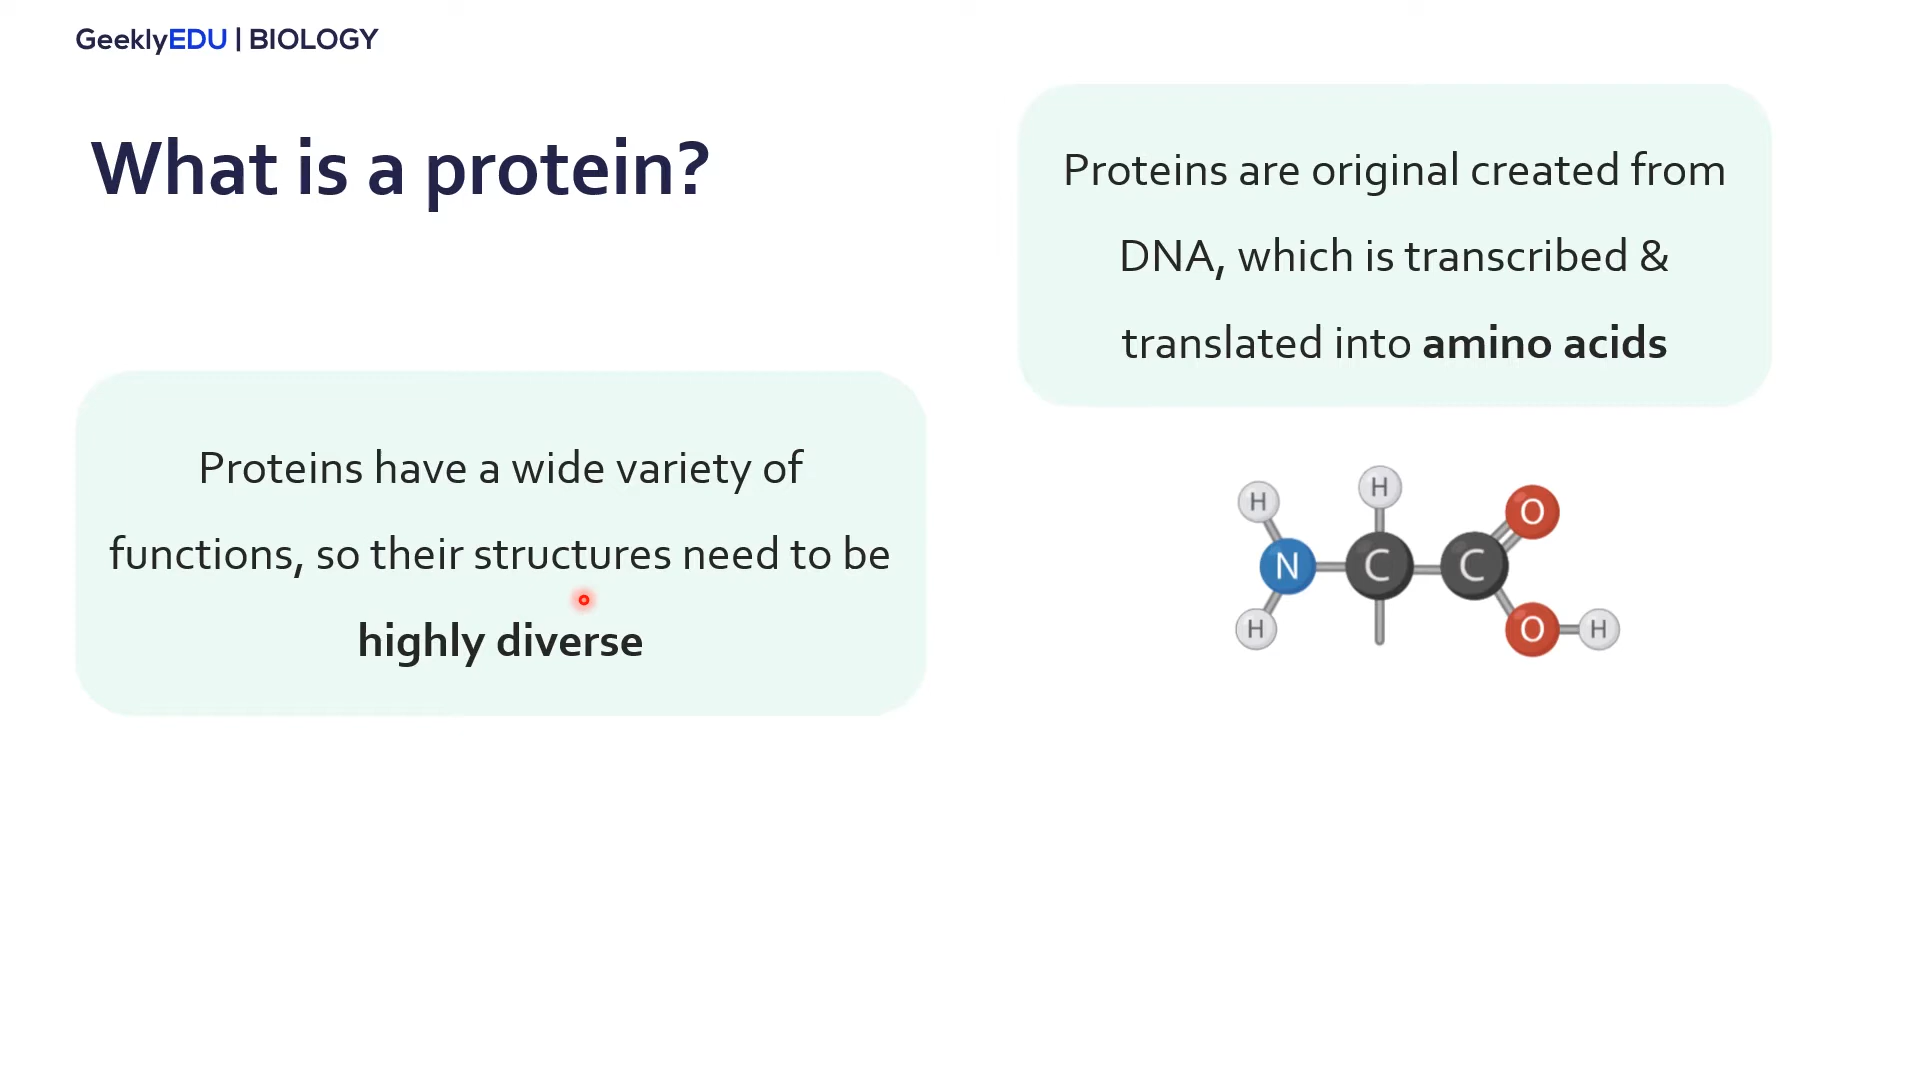 GeeklyEDU | BIOLOGY
What is a protein?
Proteins have a wide variety of
functions, so their structures need to be
highly diverse
Proteins are original created from
DNA, which is transcribed &
translated into amino acids
H H O
N C C
H O H